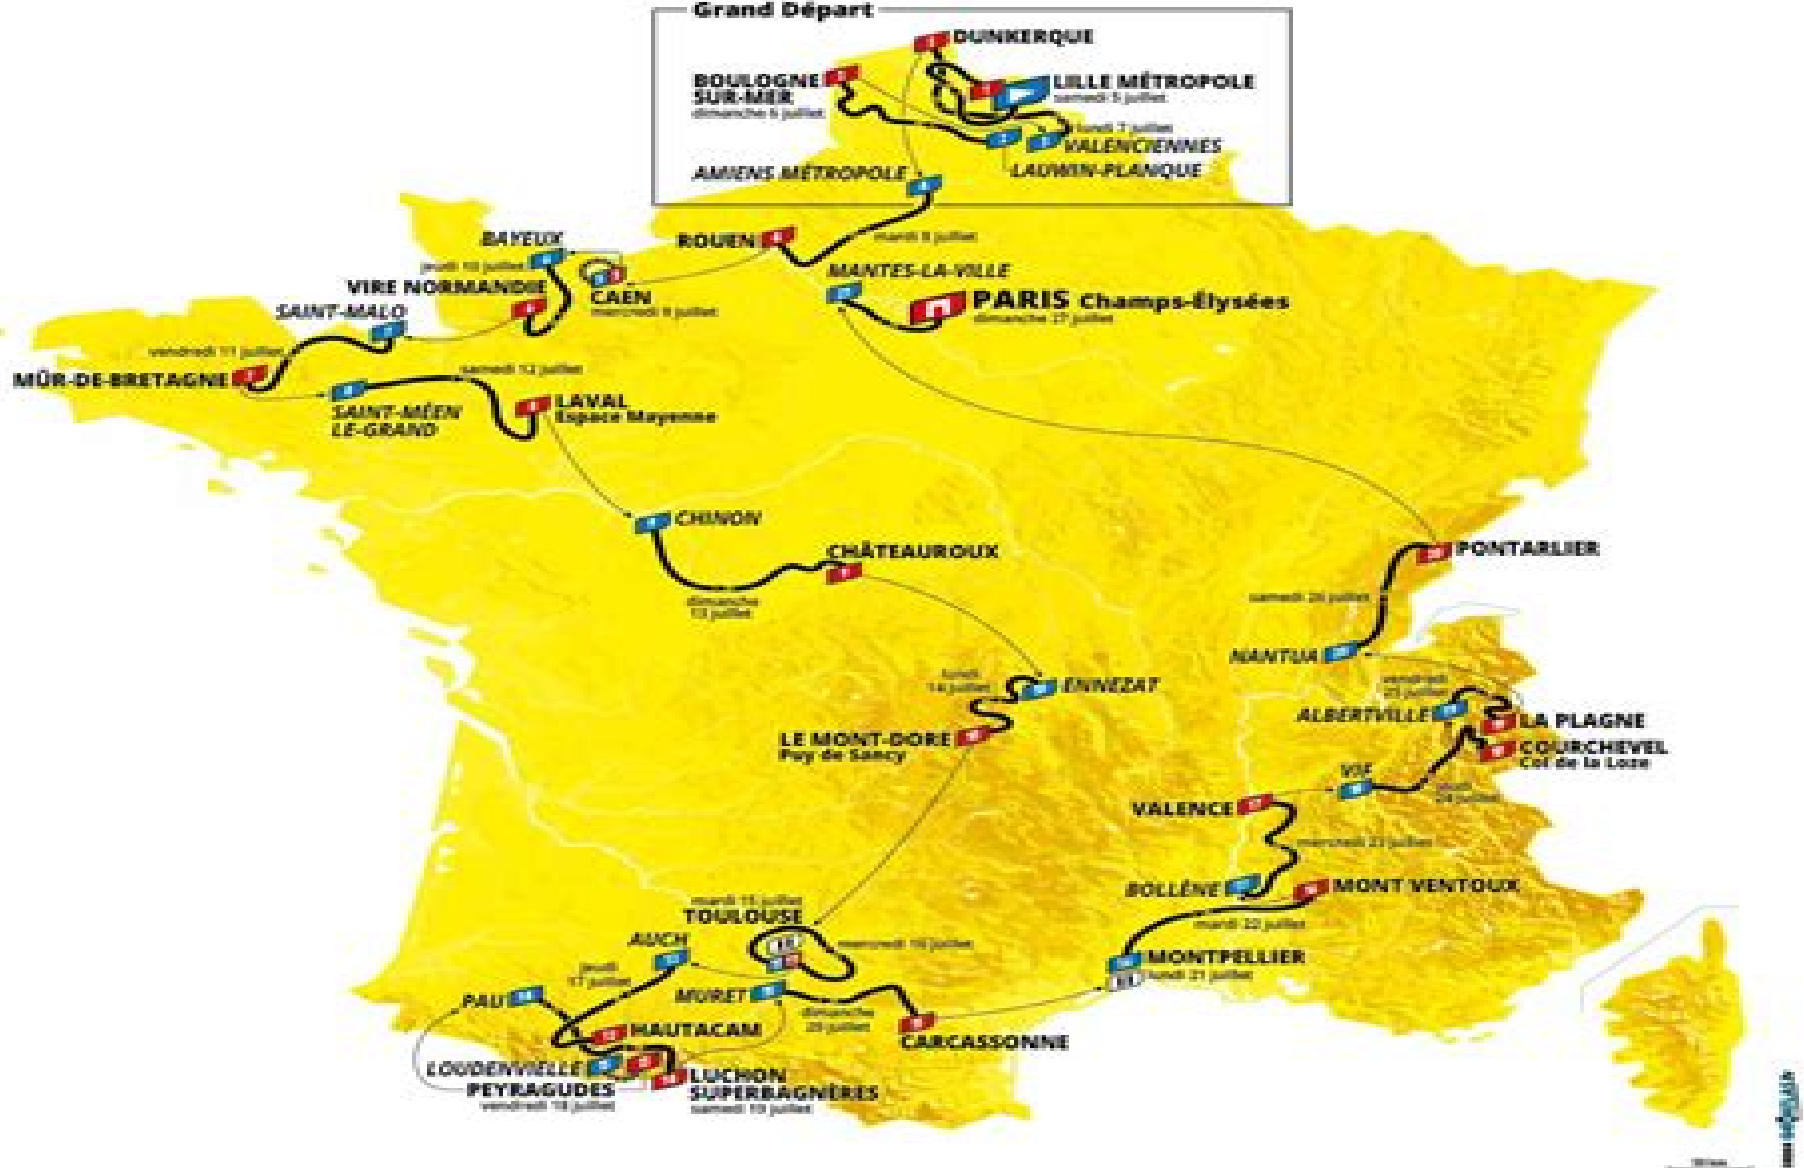 Grand Départ
DUNKERQUE
BOULOGNE
SUR-MER
dimanche 6 juillet
LILLE MÉTROPOLE
samedi 5 juillet
lundi 7 juillet
VALENCIENNES
LAUWIN-PLANQUE
AMIENS MÉTROPOLE
mardi 8 juillet
ROUEN
BAYEUX
jeudi 10 juillet
VIRE NORMANDIE
CAEN
mercredi 9 juillet
MANTES-LA-VILLE
PARIS Champs-Élysées
dimanche 27 juillet
SAINT-MALO
vendredi 11 juillet
MÛR-DE-BRETAGNE
samedi 12 juillet
SAINT-MÉEN
LE-GRAND
LAVAL
Espace Mayenne
CHINON
CHÂTEAUROUX
dimanche
13 juillet
PONTARLIER
samedi 26 juillet
NANTUA
lundi
14 juillet
ENNEZAT
LE MONT-DORE
Puy de Sancy
vendredi
25 juillet
ALBERTVILLE
LA PLAGNE
COURCHEVEL
Col de la Loze
VIF
jeudi
24 juillet
VALENCE
mercredi 23 juillet
BOLLÈNE
MONT VENTOUX
mardi 22 juillet
mardi 15 juillet
TOULOUSE
mercredi 16 juillet
AUCH
jeudi
17 juillet
MONTPELLIER
lundi 21 juillet
PAU
MURET
dimanche
20 juillet
HAUTACAM
CARCASSONNE
LOUDENVIELLE
PEYRAGUDES
vendredi 18 juillet
LUCHON
SUPERBAGNÈRES
samedi 19 juillet